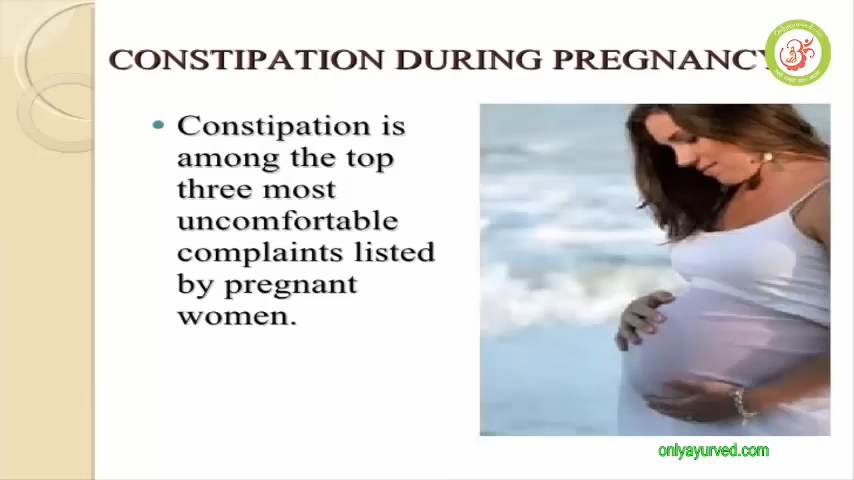 CONSTIPATION DURING PREGNANCY
Constipation is
among the top
three most
uncomfortable
complaints listed
by pregnant
women.
onlyayurved.com